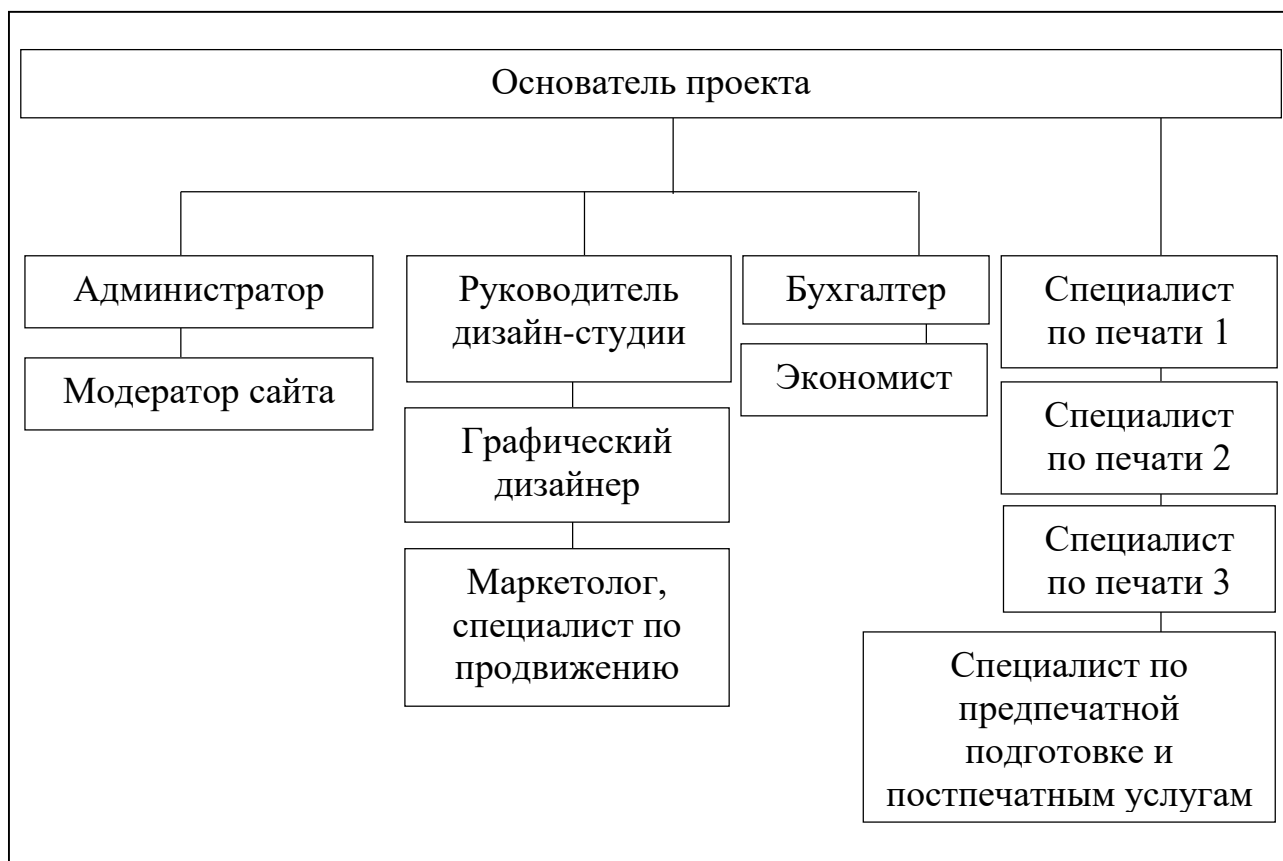 Основатель проекта
Администратор
Модератор сайта
Руководитель
дизайн-студии
Графический
дизайнер
Маркетолог,
специалист по
продвижению
Бухгалтер
Экономист
Специалист
по печати 1
Специалист
по печати 2
Специалист
по печати 3
Специалист по
предпечатной
подготовке и
постпечатным услугам